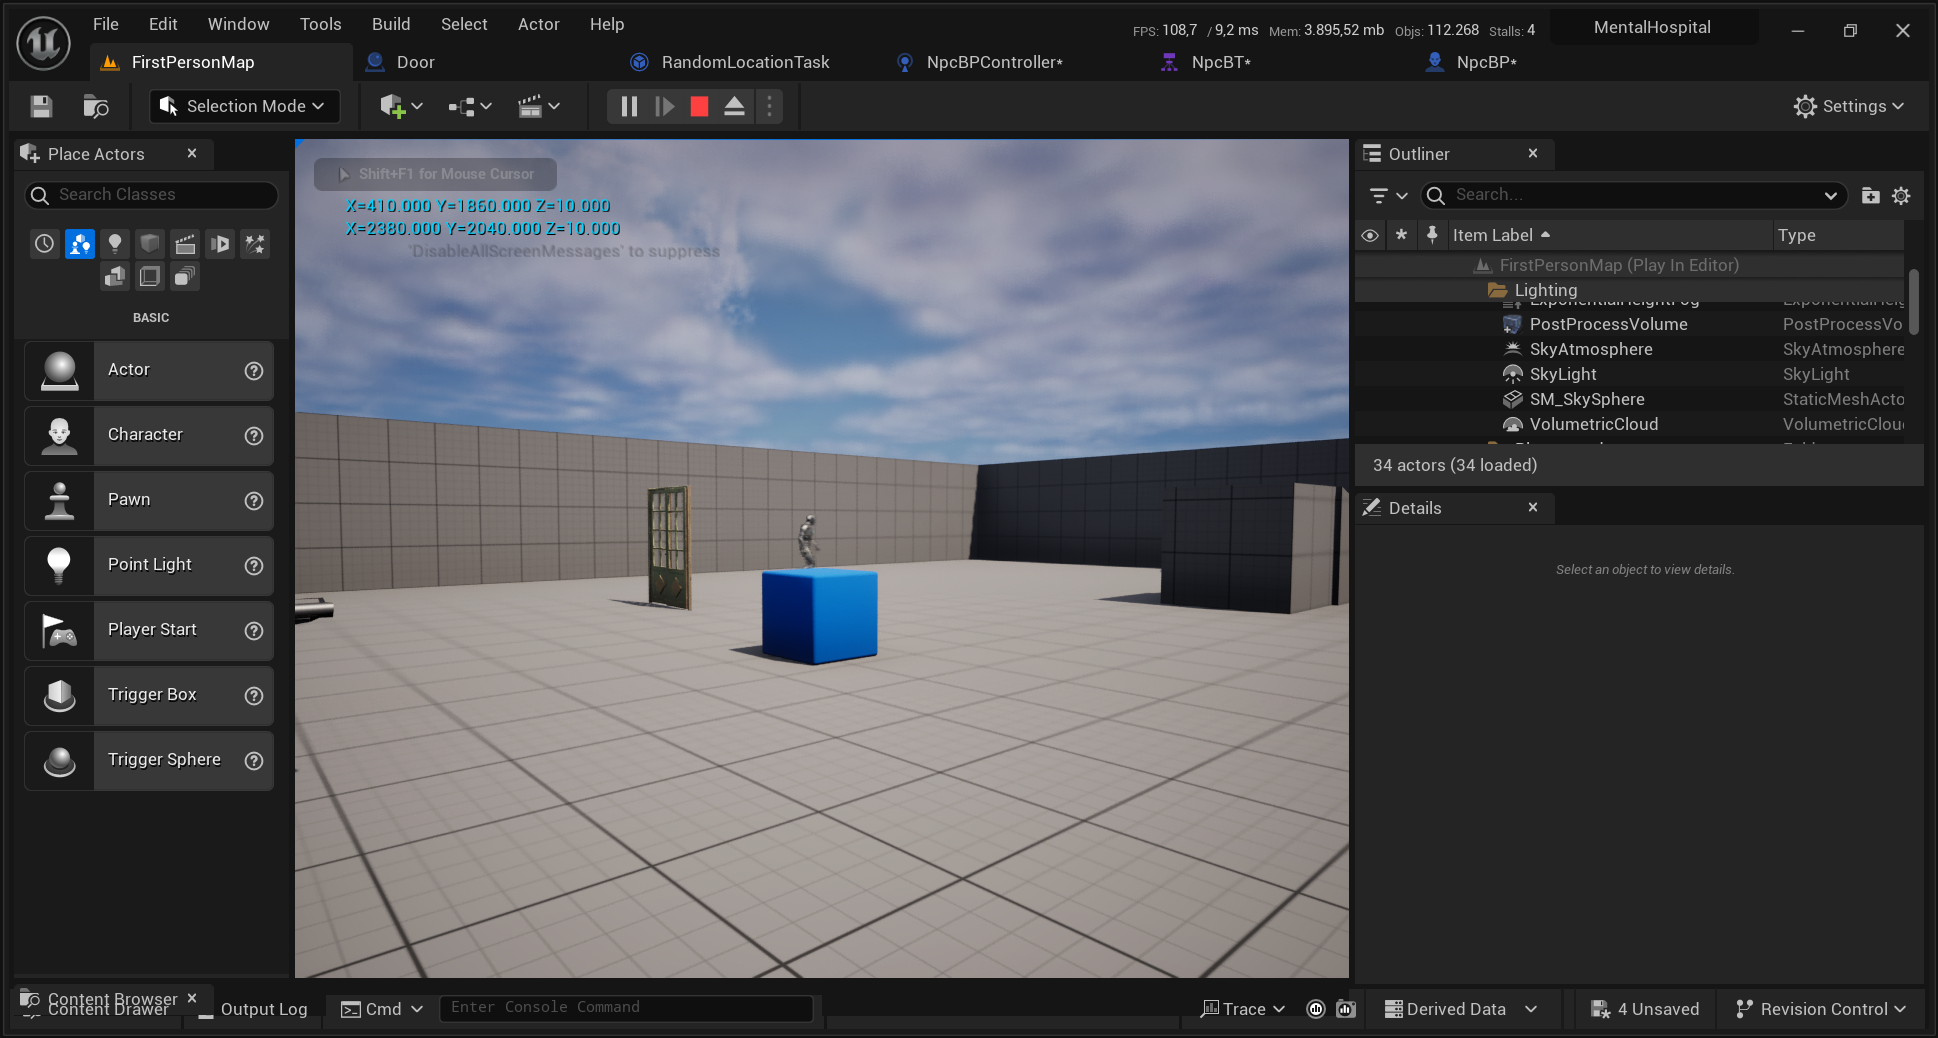 File Edit Window Tools Build Select Actor Help
FPS: 108,7 / 9,2 ms Mem: 3.895,52 mb Objs: 112.268 Stalls: 4
MentalHospital
FirstPersonMap
Door
RandomLocationTask
NpcBPController*
NpcBT*
NpcBP*
Selection Mode
Settings
Place Actors
Search Classes
BASIC
Actor
Character
Pawn
Point Light
Player Start
Trigger Box
Trigger Sphere
Shift+F1 for Mouse Cursor
X=410.000 Y=1860.000 Z=10.000
X=2380.000 Y=2040.000 Z=10.000
'DisableAllScreenMessages' to suppress
Outliner
Search...
Item Label Type
FirstPersonMap (Play In Editor)
Lighting
ExponentialHeightFog ExponentialHeig
PostProcessVolume PostProcessVo
SkyAtmosphere SkyAtmosphere
SkyLight SkyLight
SM_SkySphere StaticMeshActo
VolumetricCloud VolumetricClou
34 actors (34 loaded)
Details
Select an object to view details.
Content Browser
Content Drawer
Output Log
Cmd
Enter Console Command
Trace
Derived Data
4 Unsaved
Revision Control